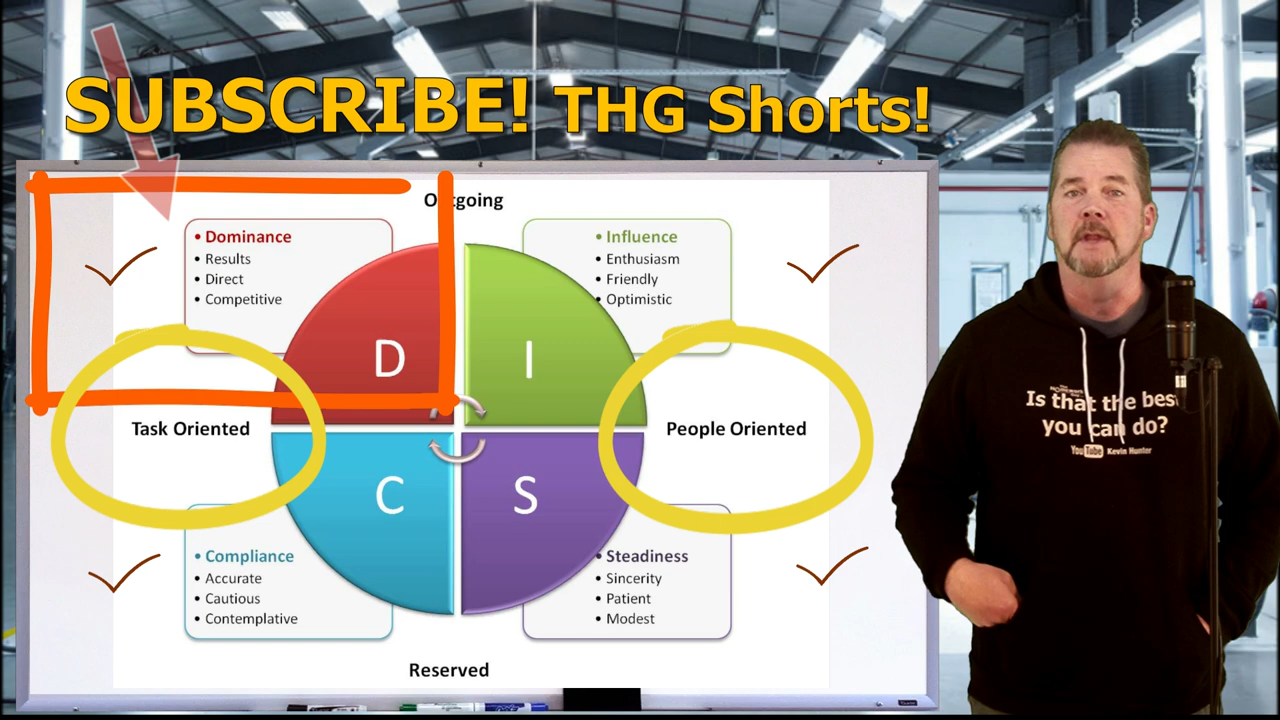 SUBSCRIBE! THG Shorts!
Outgoing
• Dominance
• Results
• Direct
• Competitive
• Influence
• Enthusiasm
• Friendly
• Optimistic
D
I
Task Oriented
People Oriented
C
S
• Compliance
• Accurate
• Cautious
• Contemplative
• Steadiness
• Sincerity
• Patient
• Modest
Reserved
Is that the best
you can do?
YouTube Kevin Hunter